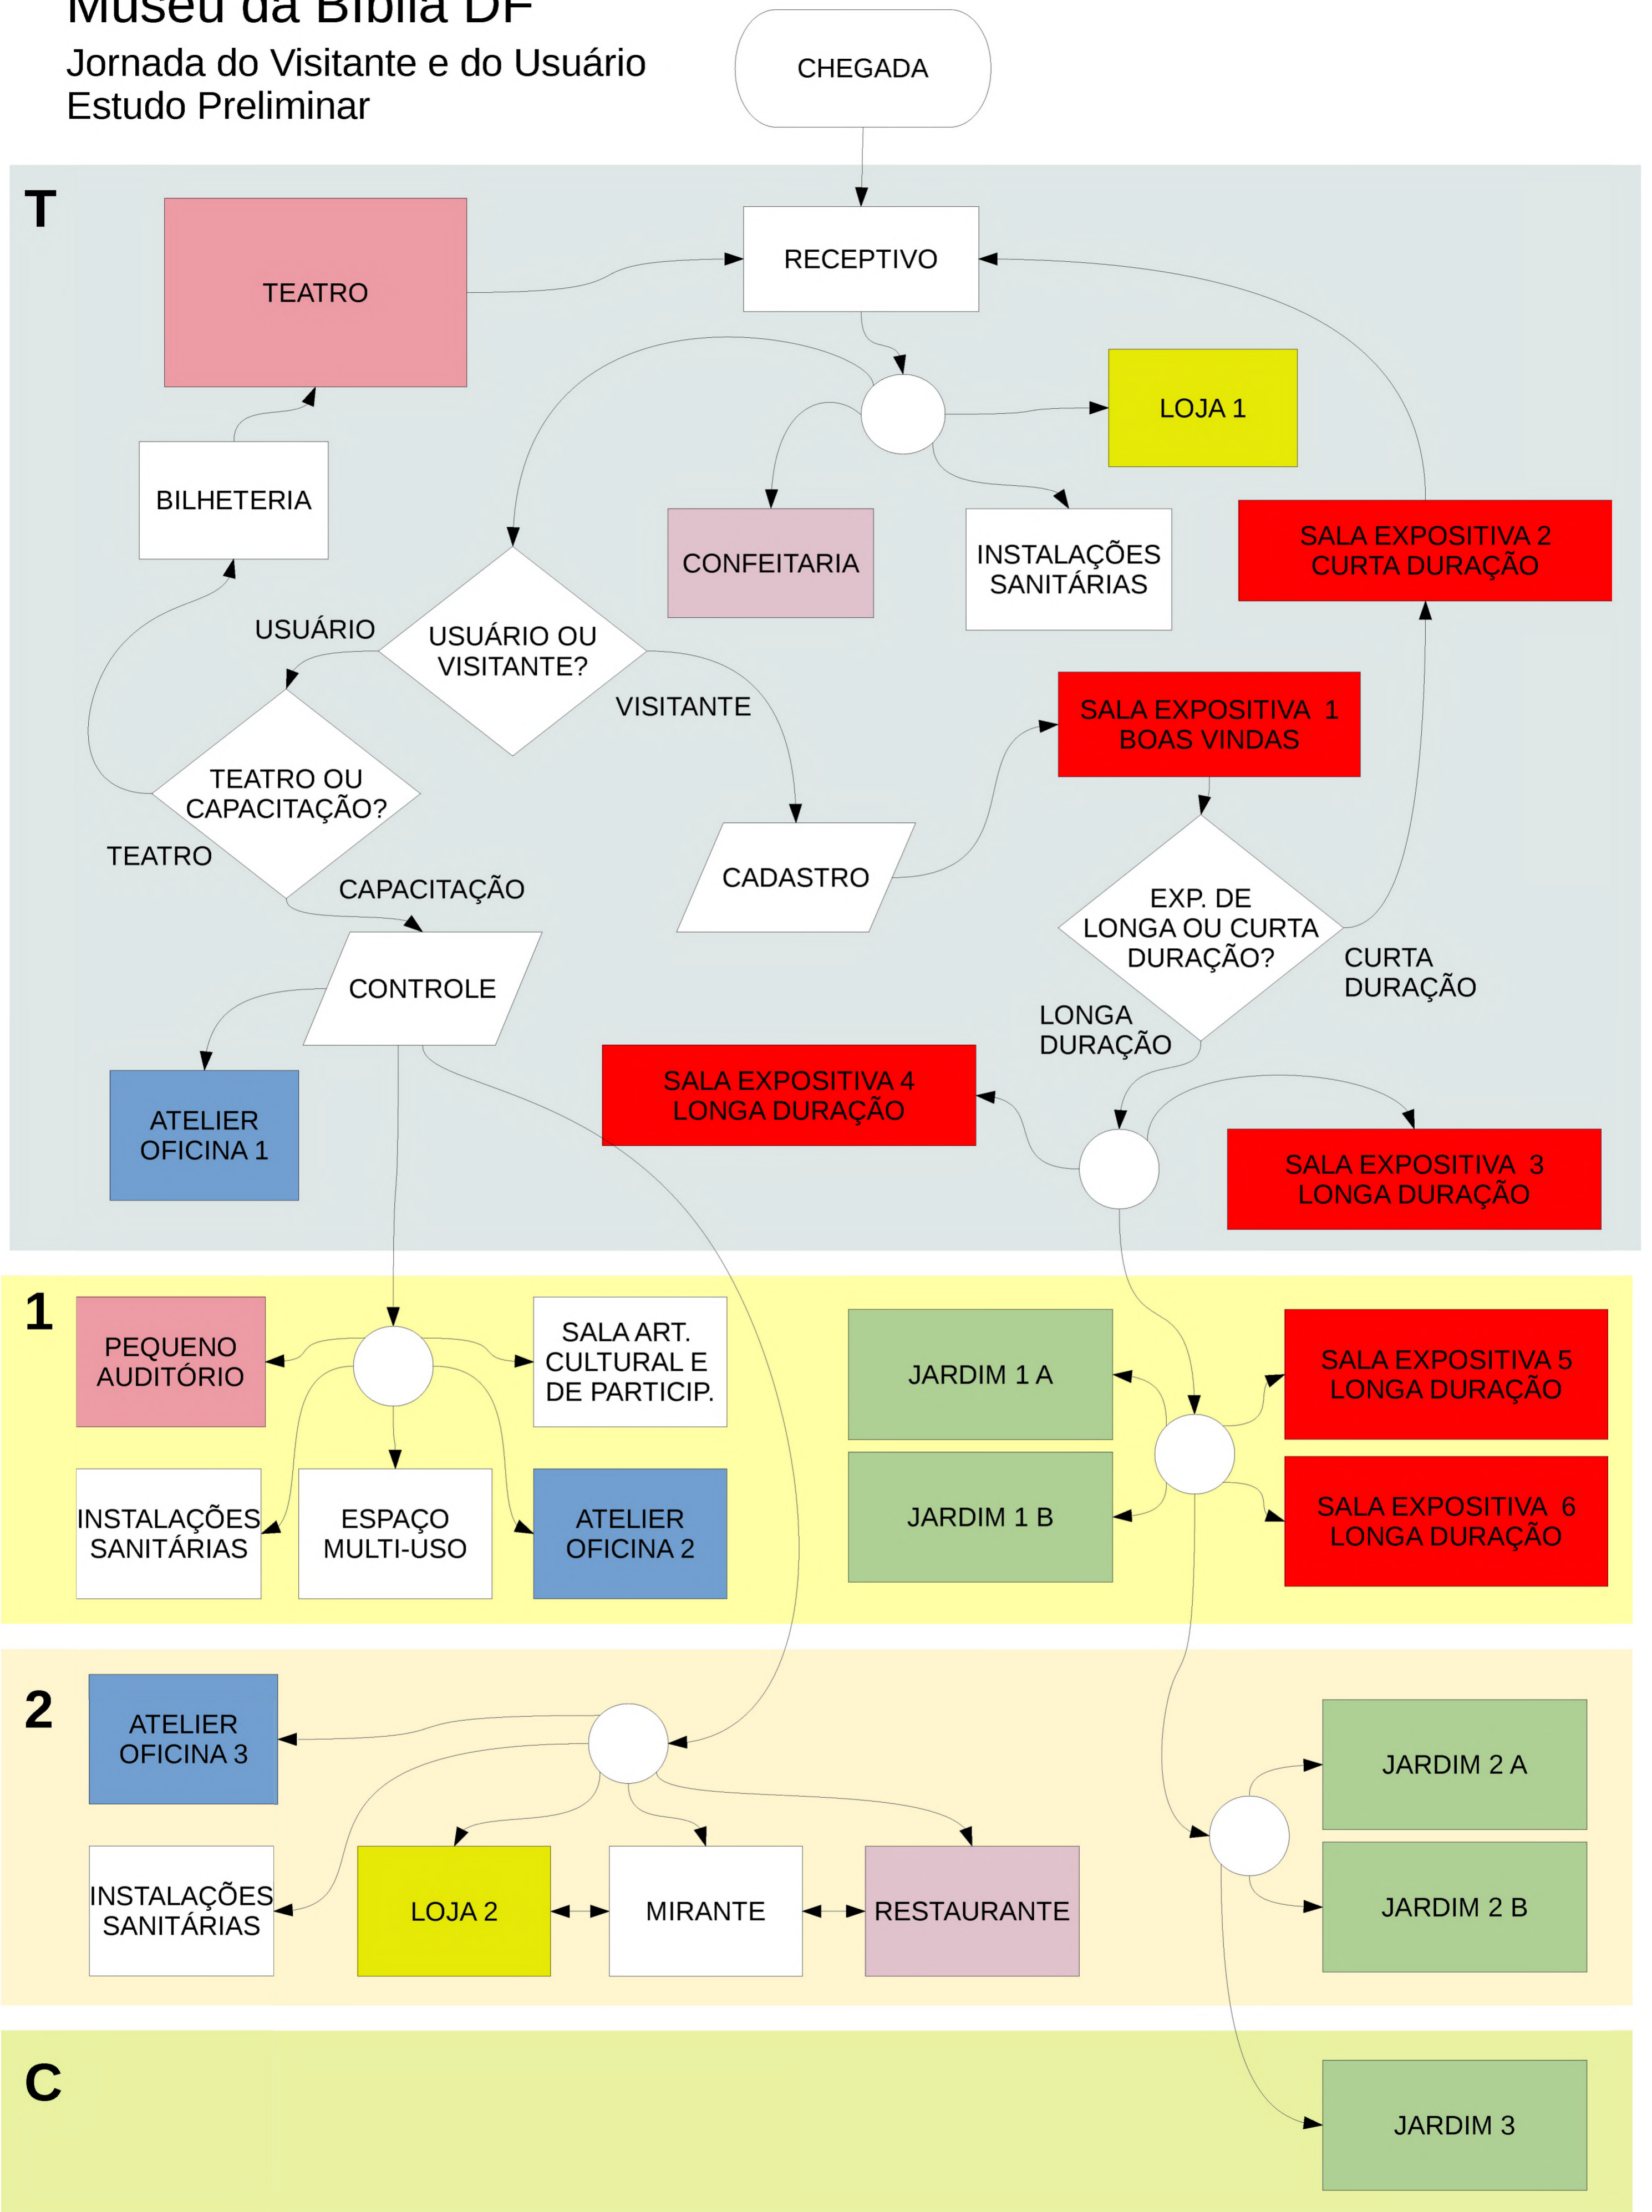 Museu da Bíblia DF
Jornada do Visitante e do Usuário
Estudo Preliminar
CHEGADA
T
TEATRO
RECEPTIVO
LOJA 1
BILHETERIA
CONFEITARIA
INSTALAÇÕES
SANITÁRIAS
SALA EXPOSITIVA 2
CURTA DURAÇÃO
USUÁRIO
USUÁRIO OU
VISITANTE?
VISITANTE
SALA EXPOSITIVA 1
BOAS VINDAS
TEATRO OU
CAPACITAÇÃO?
TEATRO
CAPACITAÇÃO
CADASTRO
EXP. DE
LONGA OU CURTA
DURAÇÃO?
CURTA
DURAÇÃO
CONTROLE
LONGA
DURAÇÃO
ATELIER
OFICINA 1
SALA EXPOSITIVA 4
LONGA DURAÇÃO
SALA EXPOSITIVA 3
LONGA DURAÇÃO
1
PEQUENO
AUDITÓRIO
SALA ART.
CULTURAL E
DE PARTICIP.
JARDIM 1 A
SALA EXPOSITIVA 5
LONGA DURAÇÃO
INSTALAÇÕES
SANITÁRIAS
ESPAÇO
MULTI-USO
ATELIER
OFICINA 2
JARDIM 1 B
SALA EXPOSITIVA 6
LONGA DURAÇÃO
2
ATELIER
OFICINA 3
JARDIM 2 A
INSTALAÇÕES
SANITÁRIAS
LOJA 2
MIRANTE
RESTAURANTE
JARDIM 2 B
C
JARDIM 3